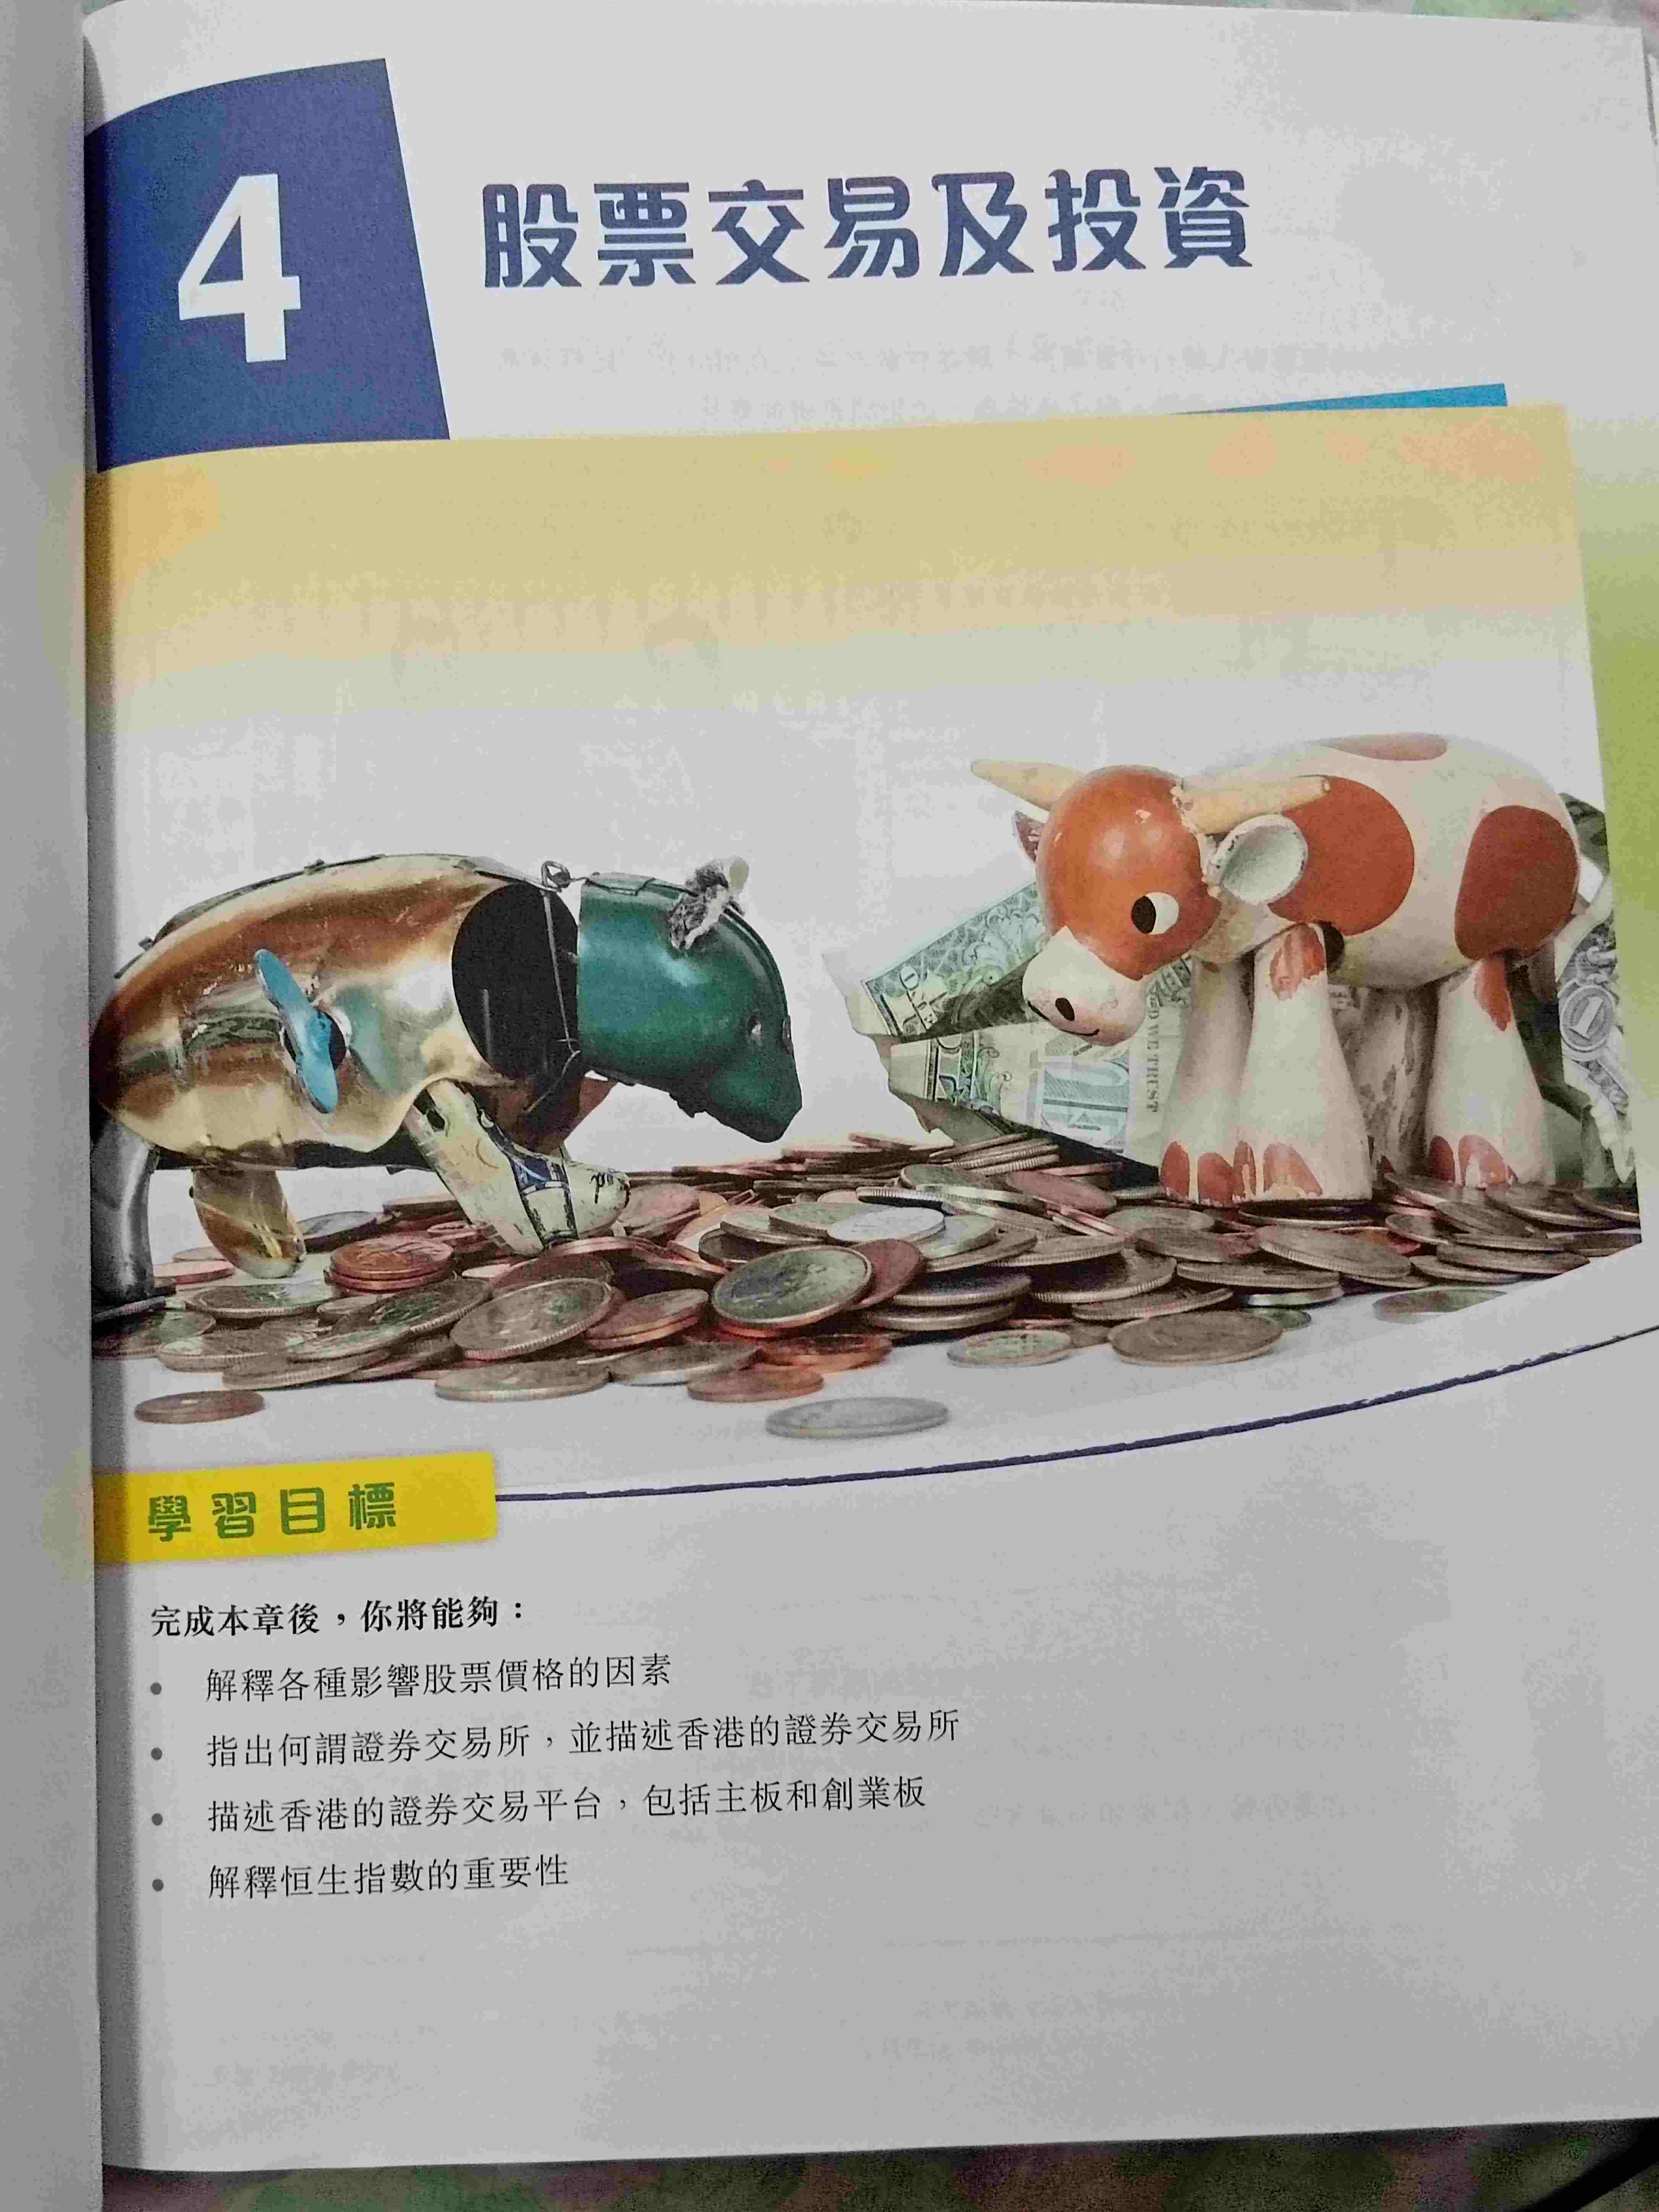 4
股票交易及投資
ONE
D WE TRUST
1
學習目標
完成本章後，你將能夠：
• 解釋各種影響股票價格的因素
• 指出何謂證券交易所，並描述香港的證券交易所
• 描述香港的證券交易平台，包括主板和創業板
• 解釋恒生指數的重要性